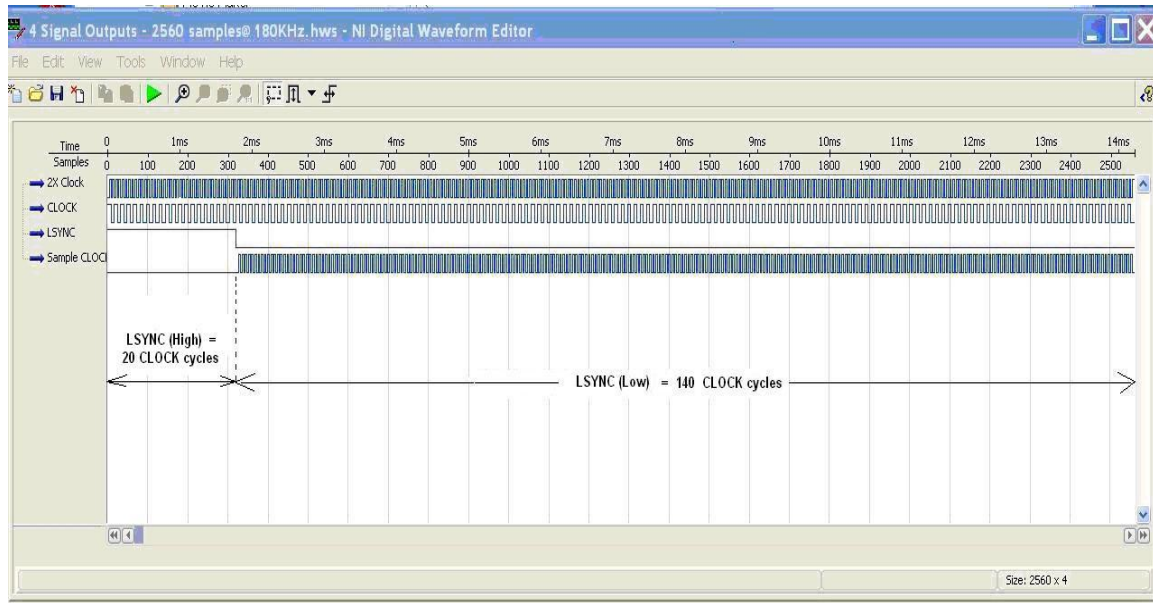 4 Signal Outputs - 2560 samples@ 180KHz.hws - NI Digital Waveform Editor
File Edit View Tools Window Help
Time 0 1ms 2ms 3ms 4ms 5ms 6ms 7ms 8ms 9ms 10ms 11ms 12ms 13ms 14ms
Samples 0 100 200 300 400 500 600 700 800 900 1000 1100 1200 1300 1400 1500 1600 1700 1800 1900 2000 2100 2200 2300 2400 2500
2X Clock
CLOCK
LSYNC
Sample CLOC
LSYNC (High) =
20 CLOCK cycles
LSYNC (Low) = 140 CLOCK cycles
Size: 2560 x 4